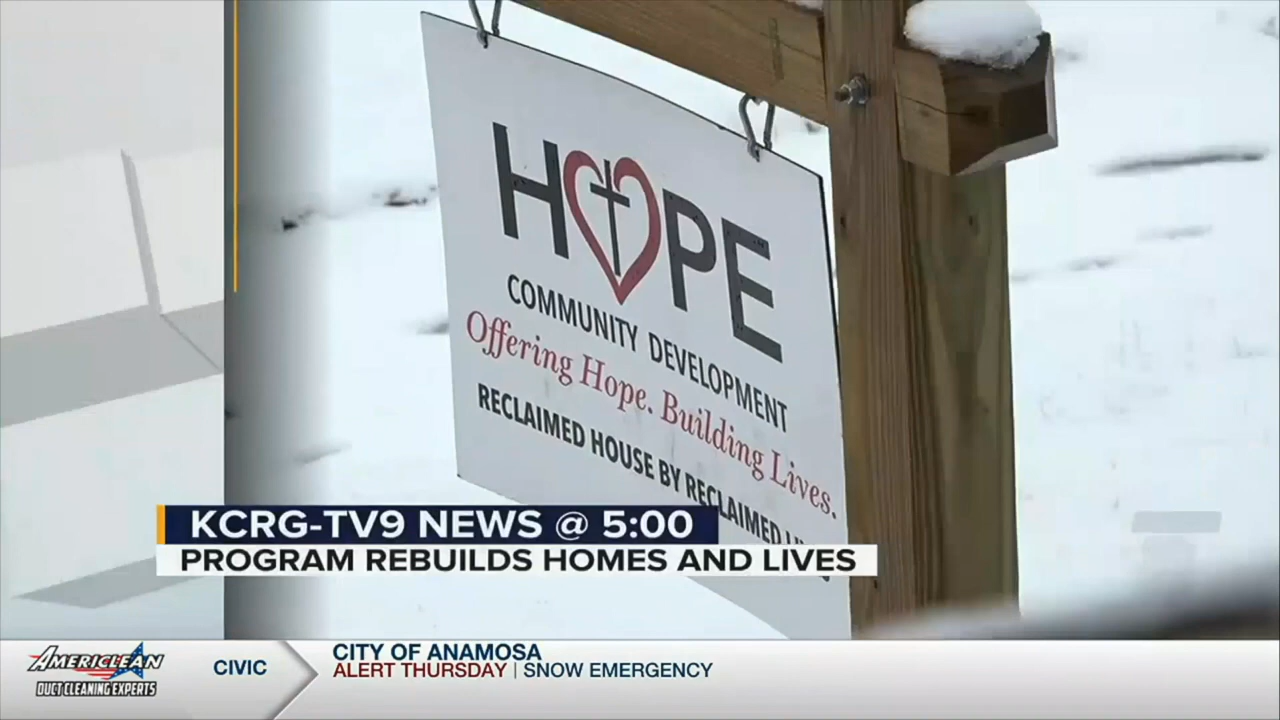 HOPE
COMMUNITY DEVELOPMENT
Offering Hope. Building Lives.
RECLAIMED HOUSE BY RECLAIMED
KCRG-TV9 NEWS @ 5:00
PROGRAM REBUILDS HOMES AND LIVES
AMERICLEAN
DUCT CLEANING EXPERTS
CIVIC
CITY OF ANAMOSA
ALERT THURSDAY | SNOW EMERGENCY